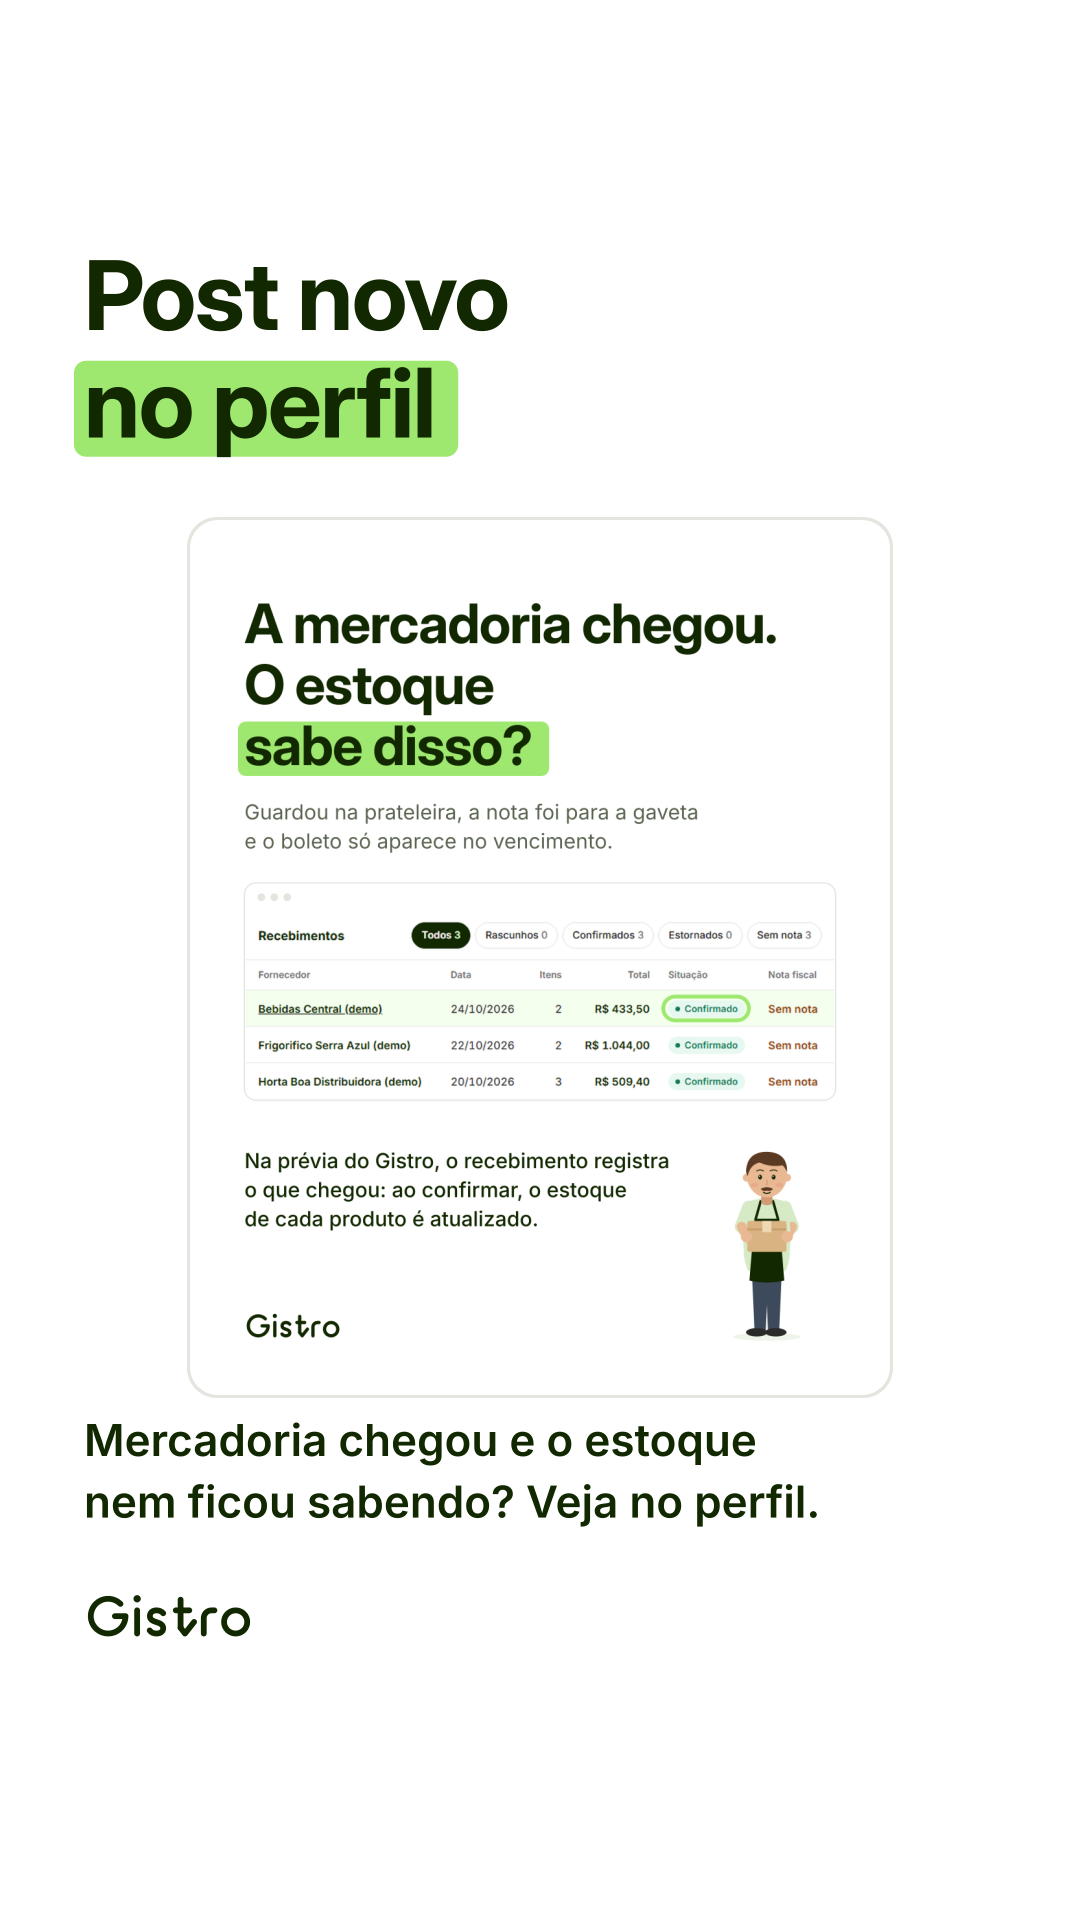 Post novo
no perfil
A mercadoria chegou.
O estoque
sabe disso?
Guardou na prateleira, a nota foi para a gaveta
e o boleto só aparece no vencimento.
Recebimentos Todos 3 Rascunhos 0 Confirmados 3 Estornados 0 Sem nota 3
Fornecedor Data Itens Total Situação Nota fiscal
Bebidas Central (demo) 24/10/2026 2 R$ 433,50 Confirmado Sem nota
Frigorifico Serra Azul (demo) 22/10/2026 2 R$ 1.044,00 Confirmado Sem nota
Horta Boa Distribuidora (demo) 20/10/2026 3 R$ 509,40 Confirmado Sem nota
Na prévia do Gistro, o recebimento registra
o que chegou: ao confirmar, o estoque
de cada produto é atualizado.
Gistro
Mercadoria chegou e o estoque
nem ficou sabendo? Veja no perfil.
Gistro